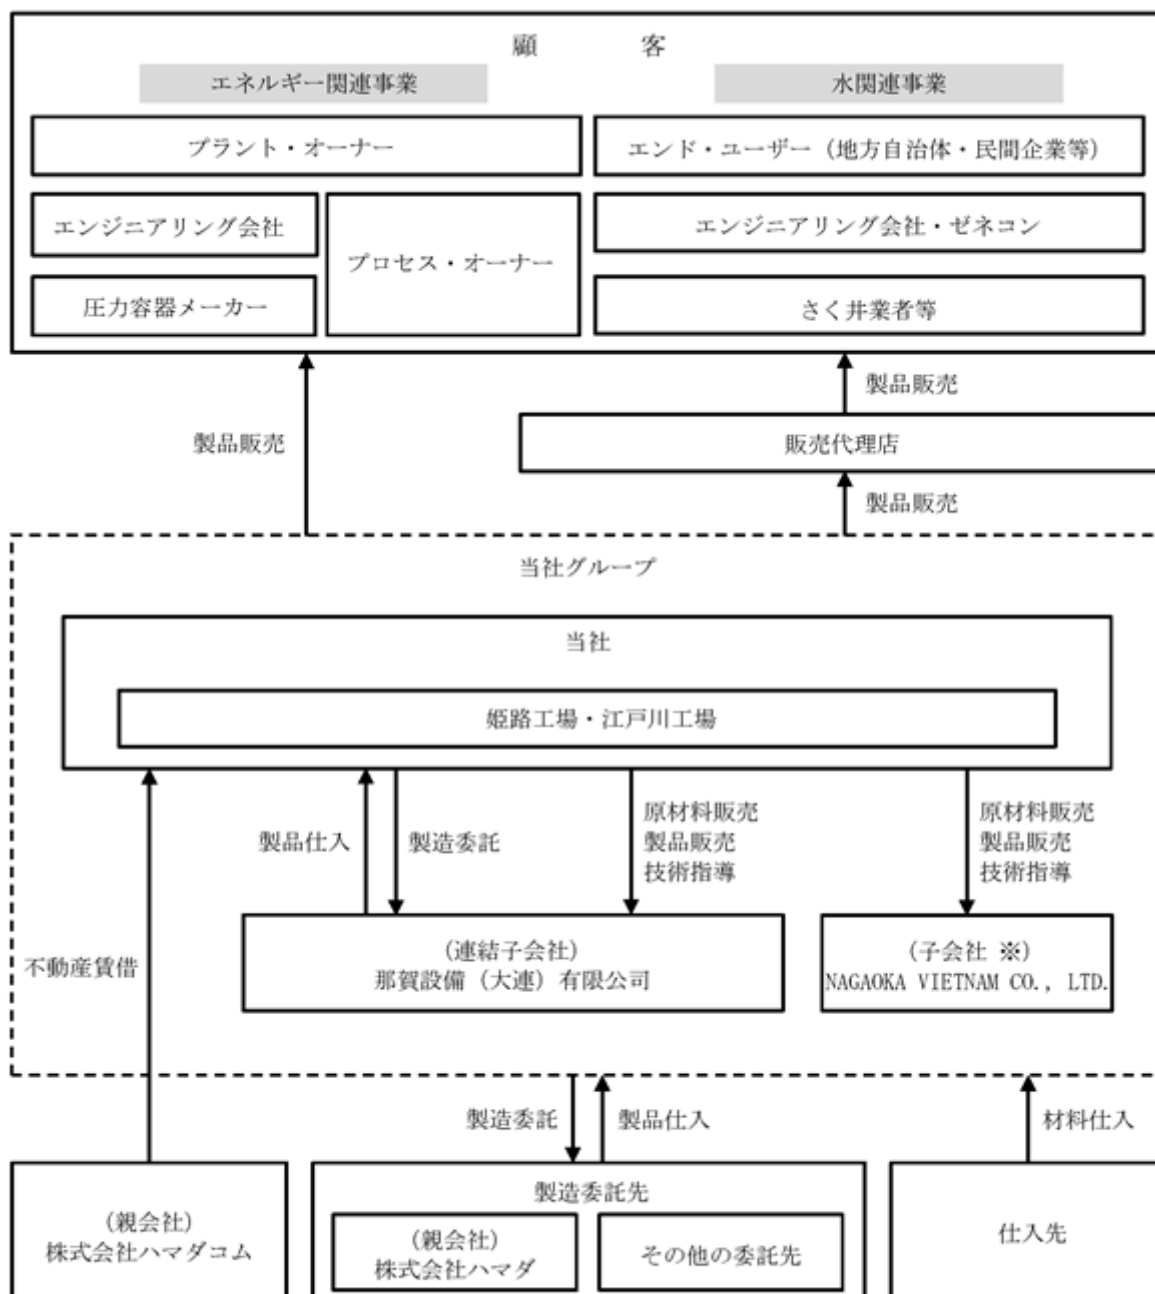 顧　　　客
エネルギー関連事業
水関連事業
プラント・オーナー
エンド・ユーザー（地方自治体・民間企業等）
エンジニアリング会社
プロセス・オーナー
エンジニアリング会社・ゼネコン
圧力容器メーカー
さく井業者等
製品販売
製品販売
販売代理店
製品販売
当社グループ
当社
姫路工場・江戸川工場
製品仕入
製造委託
原材料販売
製品販売
技術指導
原材料販売
製品販売
技術指導
不動産賃借
（連結子会社）
那賀設備（大連）有限公司
（子会社 ※）
NAGAOKA VIETNAM CO., LTD.
製造委託
製品仕入
材料仕入
（親会社）
株式会社ハマダコム
製造委託先
（親会社）
株式会社ハマダ
その他の委託先
仕入先